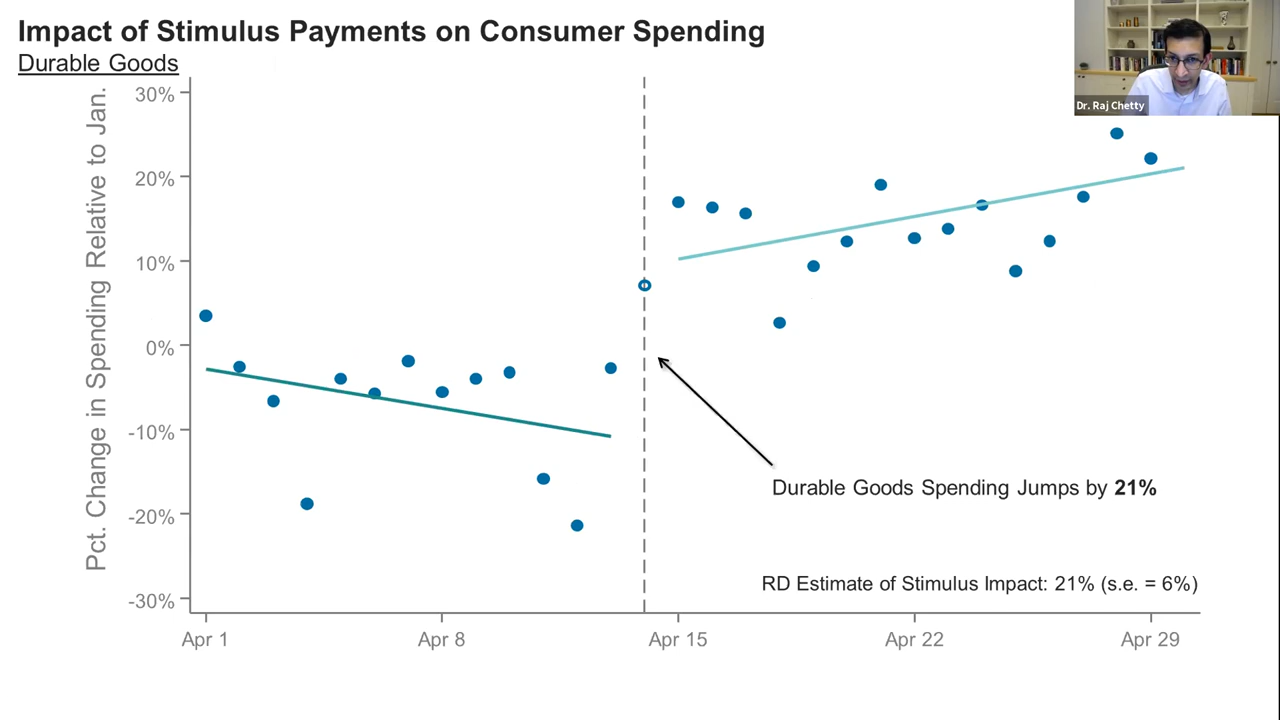 Impact of Stimulus Payments on Consumer Spending
Durable Goods
Dr. Raj Chetty
Pct. Change in Spending Relative to Jan.
30%
20%
10%
0%
-10%
-20%
-30%
Durable Goods Spending Jumps by 21%
RD Estimate of Stimulus Impact: 21% (s.e. = 6%)
Apr 1
Apr 8
Apr 15
Apr 22
Apr 29